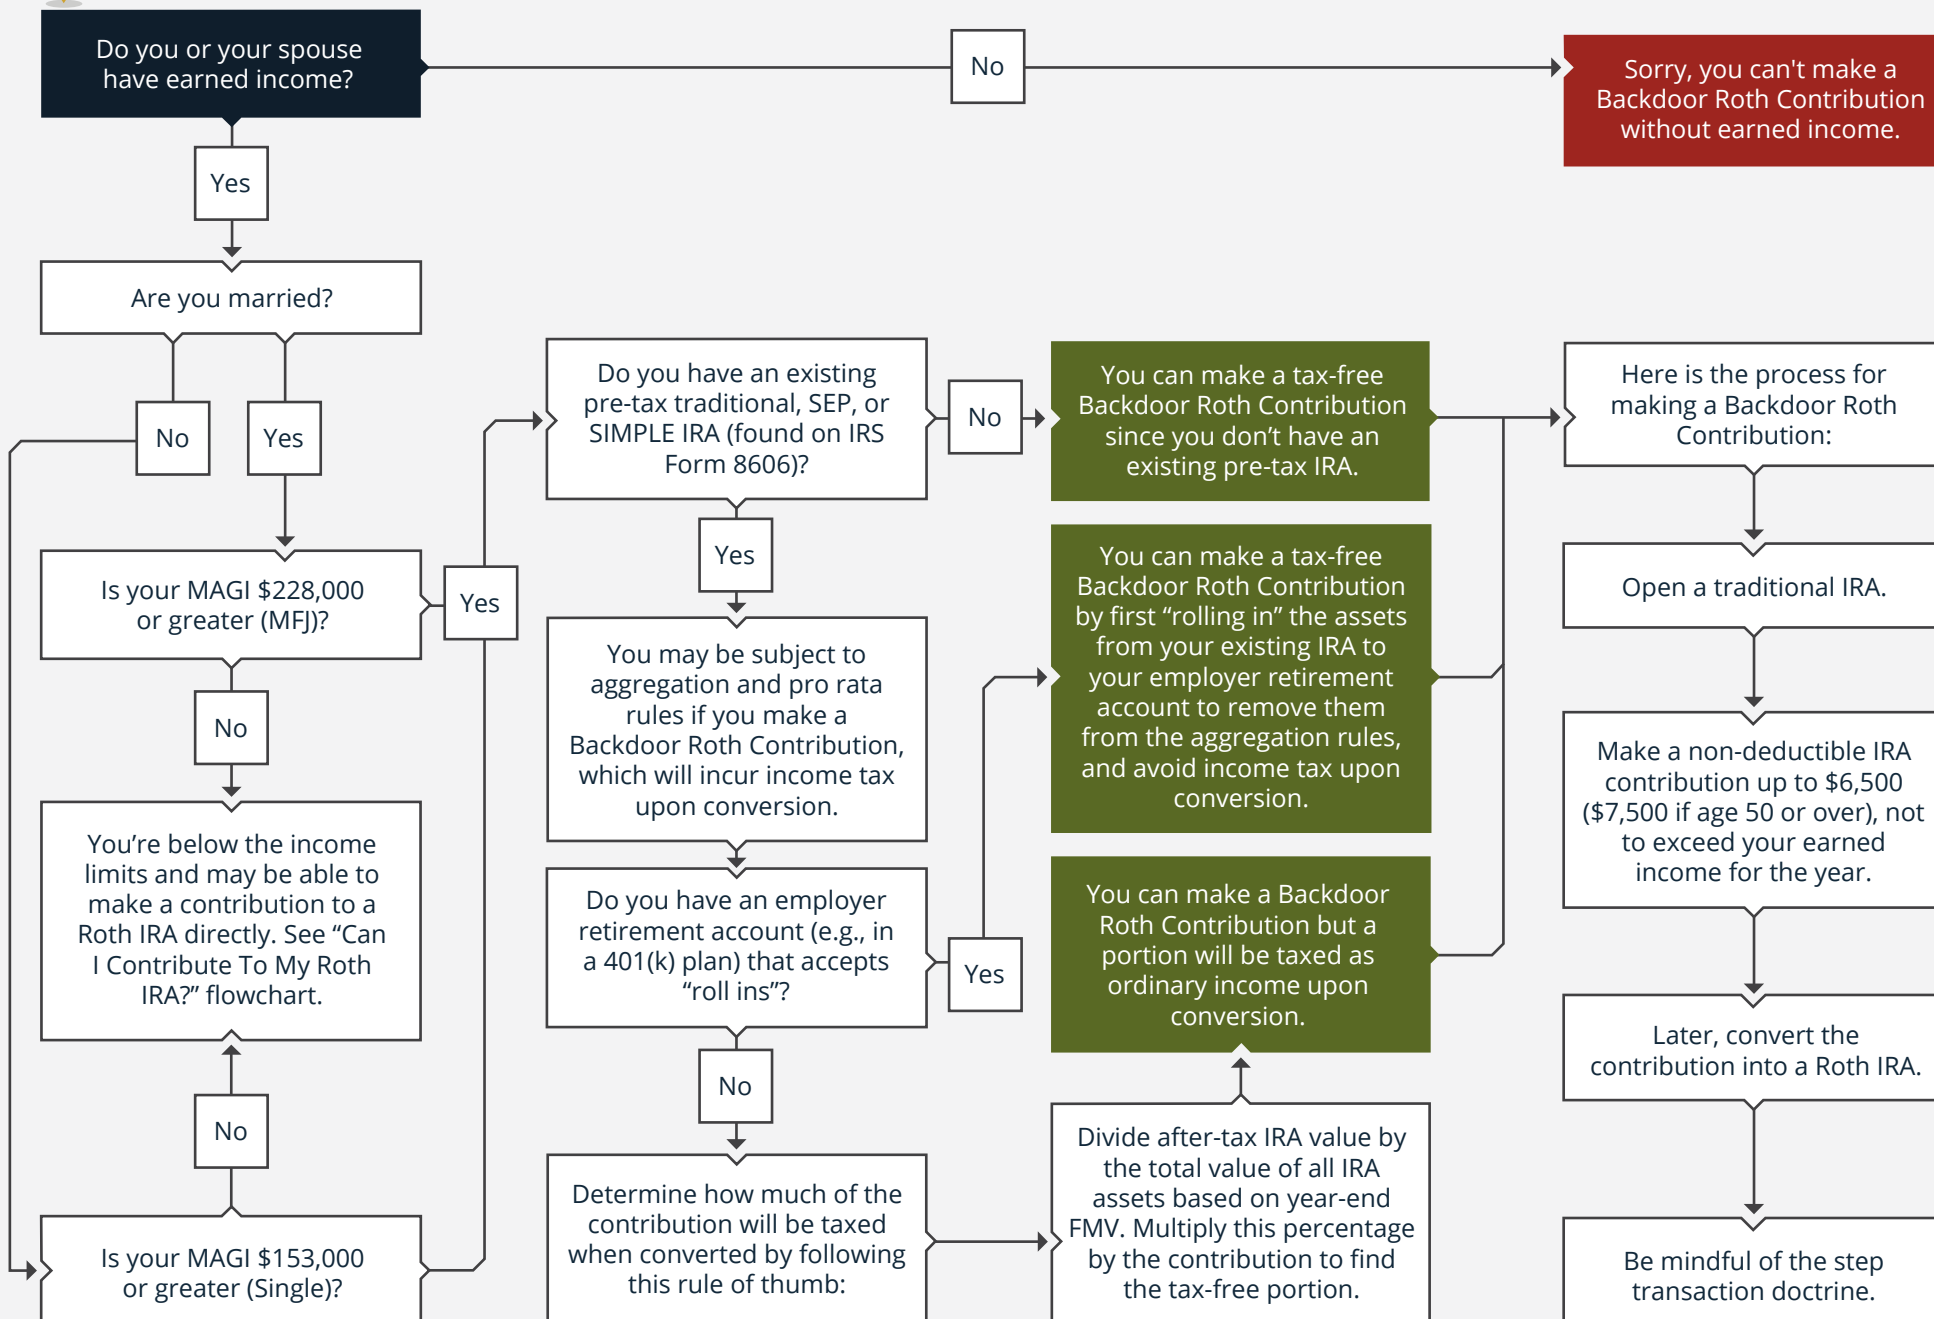 Do you or your spouse
have earned income?
No
Sorry, you can't make a
Backdoor Roth Contribution
without earned income.
Yes
Are you married?
No
Yes
Is your MAGI $228,000
or greater (MFJ)?
Yes
No
You’re below the income
limits and may be able to
make a contribution to a
Roth IRA directly. See “Can
I Contribute To My Roth
IRA?” flowchart.
No
Is your MAGI $153,000
or greater (Single)?
Do you have an existing
pre-tax traditional, SEP, or
SIMPLE IRA (found on IRS
Form 8606)?
No
Yes
You may be subject to
aggregation and pro rata
rules if you make a
Backdoor Roth Contribution,
which will incur income tax
upon conversion.
Do you have an employer
retirement account (e.g., in
a 401(k) plan) that accepts
“roll ins”?
Yes
No
Determine how much of the
contribution will be taxed
when converted by following
this rule of thumb:
You can make a tax-free
Backdoor Roth Contribution
since you don’t have an
existing pre-tax IRA.
You can make a tax-free
Backdoor Roth Contribution
by first “rolling in” the assets
from your existing IRA to
your employer retirement
account to remove them
from the aggregation rules,
and avoid income tax upon
conversion.
You can make a Backdoor
Roth Contribution but a
portion will be taxed as
ordinary income upon
conversion.
Divide after-tax IRA value by
the total value of all IRA
assets based on year-end
FMV. Multiply this percentage
by the contribution to find
the tax-free portion.
Here is the process for
making a Backdoor Roth
Contribution:
Open a traditional IRA.
Make a non-deductible IRA
contribution up to $6,500
($7,500 if age 50 or over), not
to exceed your earned
income for the year.
Later, convert the
contribution into a Roth IRA.
Be mindful of the step
transaction doctrine.